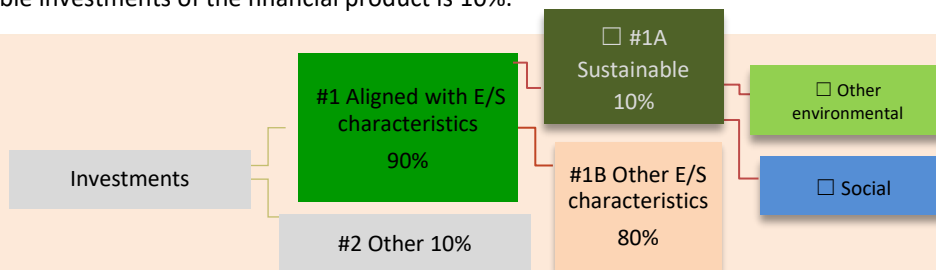 ble investments of the financial product is 10%.
☐ #1A
Sustainable
10%
#1 Aligned with E/S
characteristics
90%
☐ Other
environmental
Investments
#1B Other E/S
characteristics
80%
☐ Social
#2 Other 10%